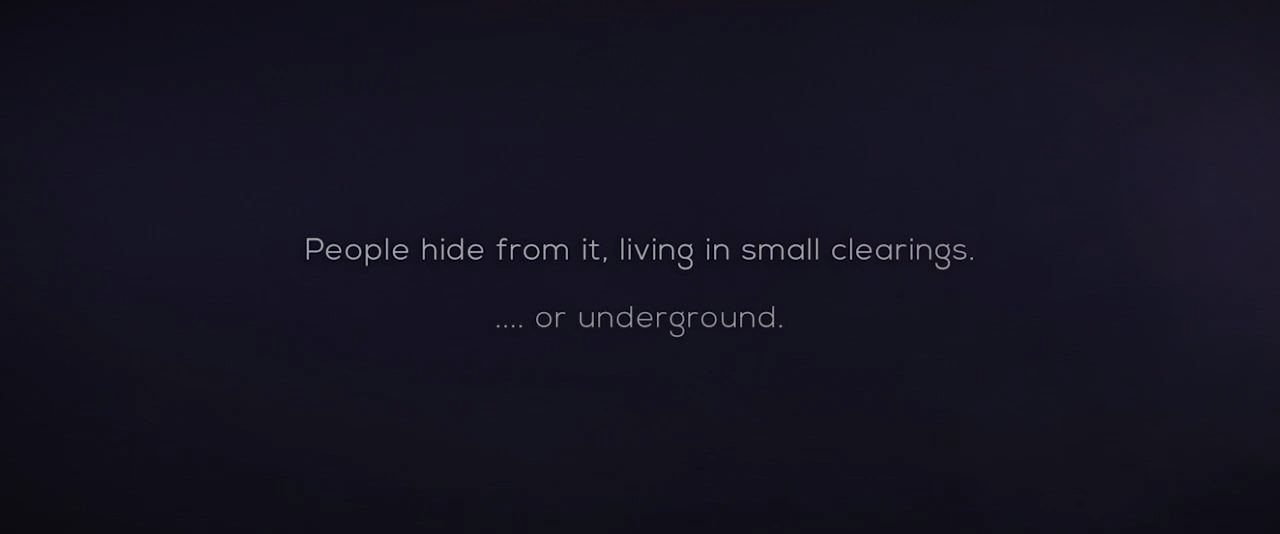 People hide from it, living in small clearings.
.... or underground.